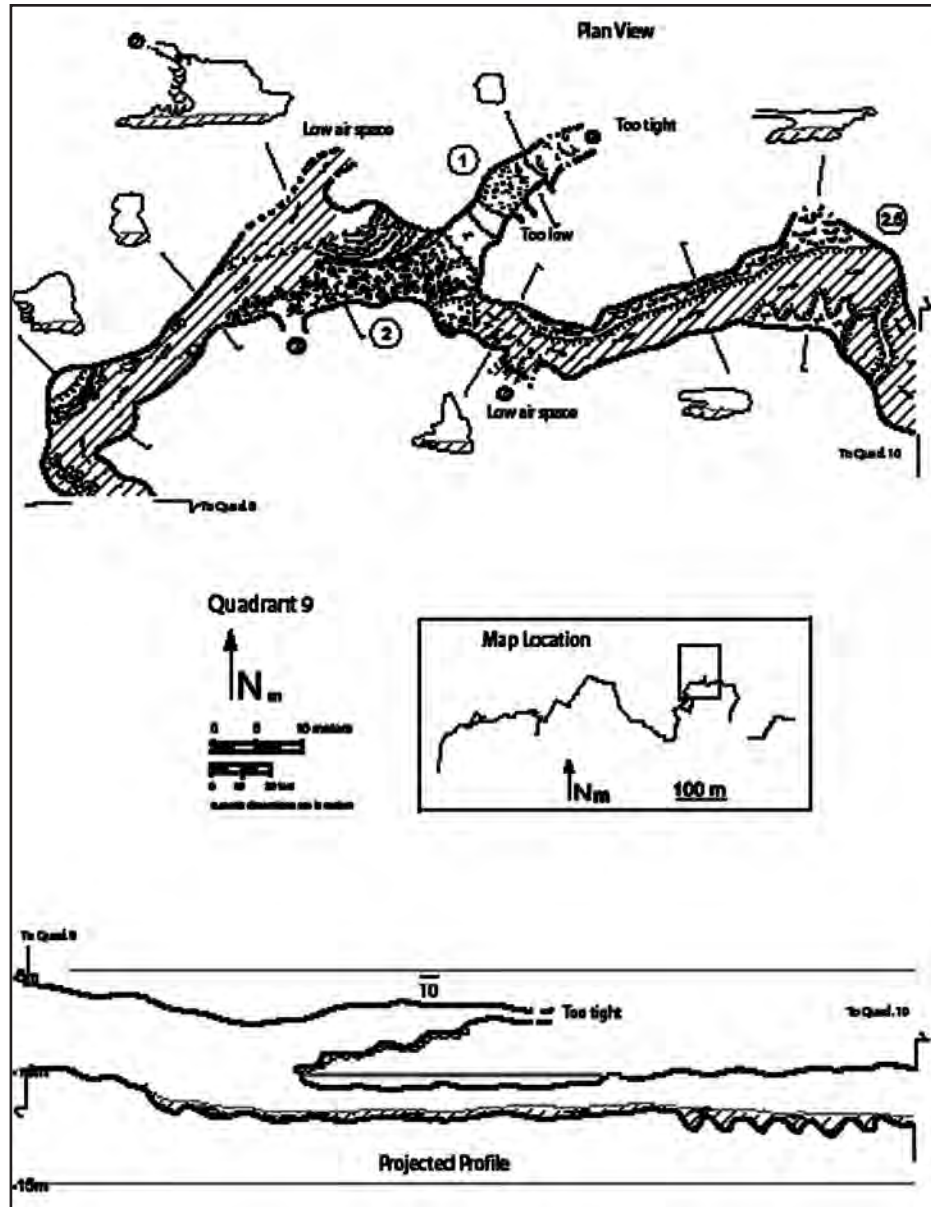 Plan View
Low air space
Too tight
1
2.5
Too low
2
Low air space
To Quad. 10
To Quad. 8
Quadrant 9
N m
10 meters
0
Map Location
Nm
100 m
To Quad. 8
-5m
10
Too tight
To Quad. 10
Projected Profile
-15m